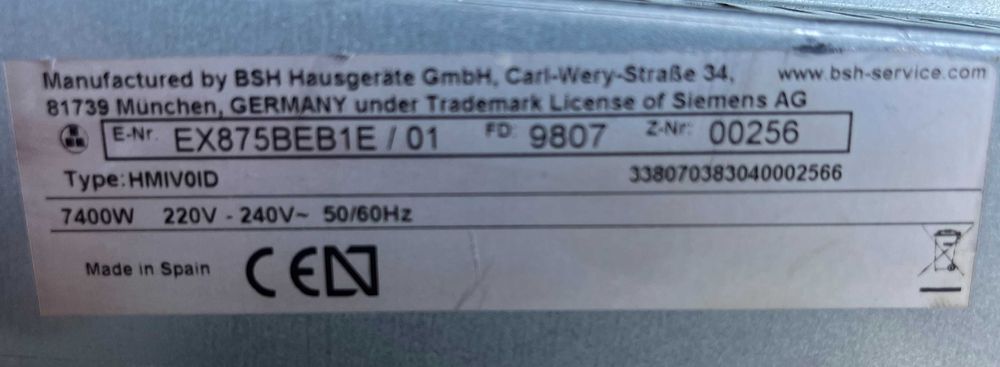 Manufactured by BSH Hausgeräte GmbH, Carl-Wery-Straße 34, www.bsh-service.com
81739 München, GERMANY under Trademark License of Siemens AG
E-Nr. EX875BEB1E / 01 FD: 9807 Z-Nr: 00256
Type: HMIV0ID 338070383040002566
7400W 220V - 240V~ 50/60Hz
Made in Spain CE N